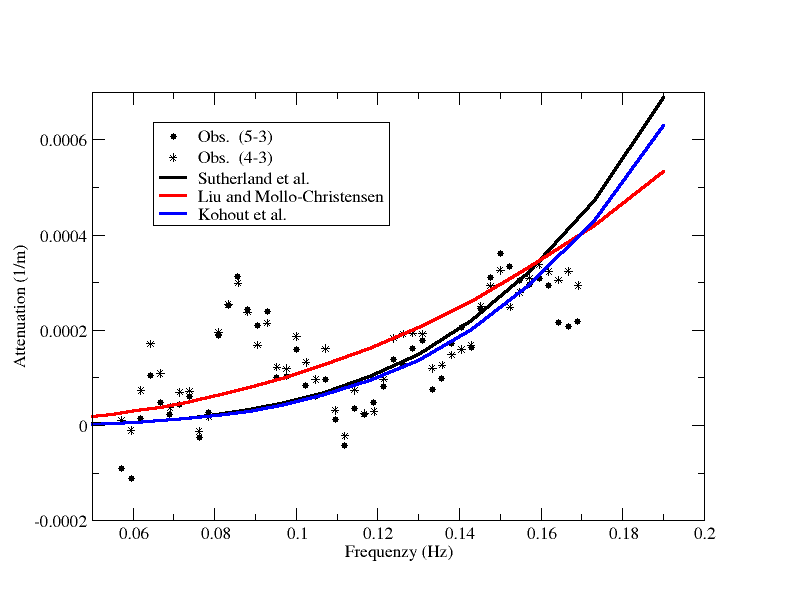 0.0006
0.0004
0.0002
0
-0.0002
Attenuation (1/m)
Obs.  (5-3)
Obs.  (4-3)
Sutherland et al.
Liu and Mollo-Christensen
Kohout et al.
0.06 0.08 0.1 0.12 0.14 0.16 0.18 0.2
Frequenzy (Hz)